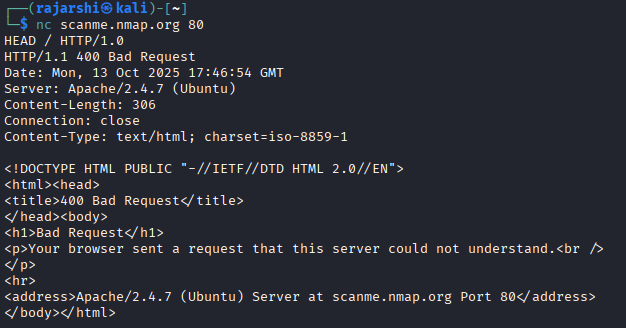 ┌──(rajarshi㉿kali)-[~]
└─$ nc scanme.nmap.org 80
HEAD / HTTP/1.0
HTTP/1.1 400 Bad Request
Date: Mon, 13 Oct 2025 17:46:54 GMT
Server: Apache/2.4.7 (Ubuntu)
Content-Length: 306
Connection: close
Content-Type: text/html; charset=iso-8859-1

<!DOCTYPE HTML PUBLIC "-//IETF//DTD HTML 2.0//EN">
<html><head>
<title>400 Bad Request</title>
</head><body>
<h1>Bad Request</h1>
<p>Your browser sent a request that this server could not understand.<br />
</p>
<hr>
<address>Apache/2.4.7 (Ubuntu) Server at scanme.nmap.org Port 80</address>
</body></html>